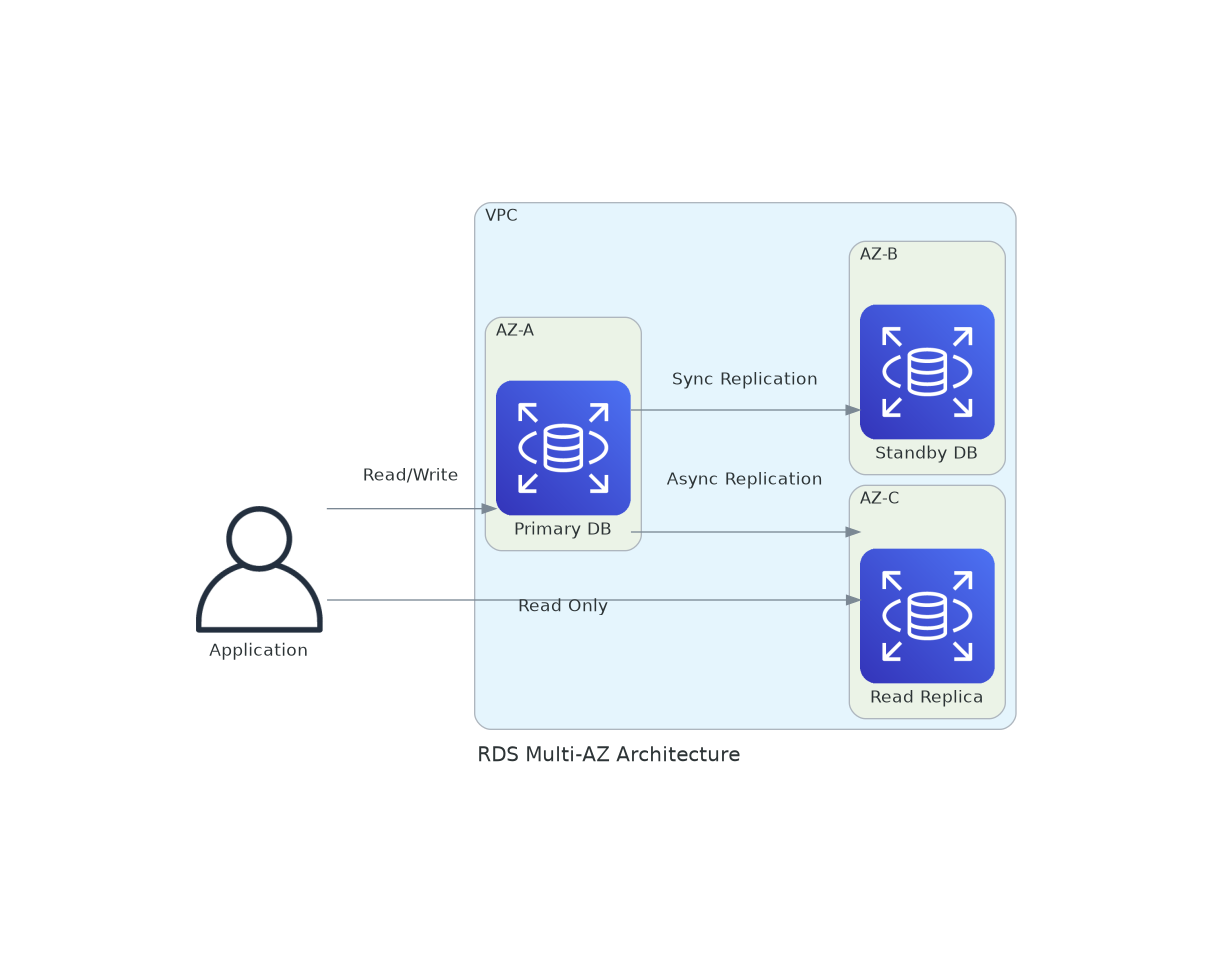 VPC
AZ-B
AZ-A
Sync Replication
Standby DB
Read/Write
Async Replication
AZ-C
Primary DB
Read Only
Application
Read Replica
RDS Multi-AZ Architecture